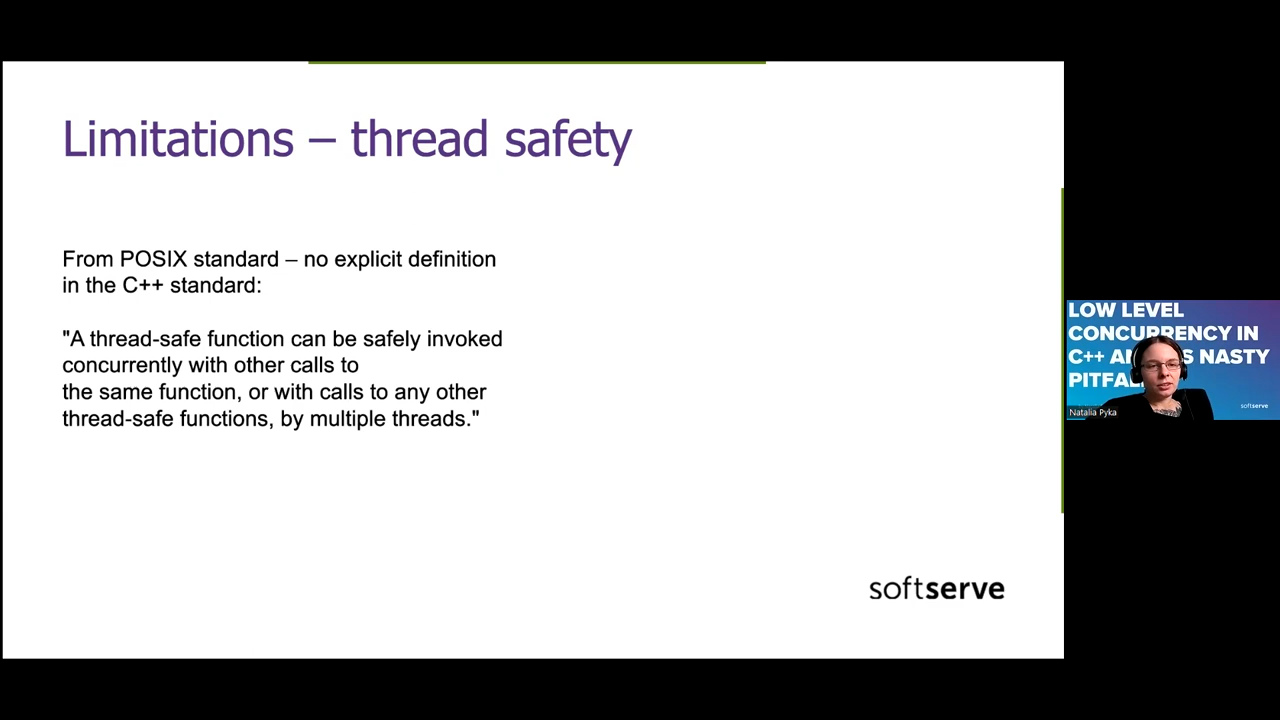 Limitations – thread safety
From POSIX standard – no explicit definition
in the C++ standard:
"A thread-safe function can be safely invoked
concurrently with other calls to
the same function, or with calls to any other
thread-safe functions, by multiple threads."
softserve
LOW LEVEL
CONCURRENCY IN
C++ NASTY
Natalia Pyka
softserve